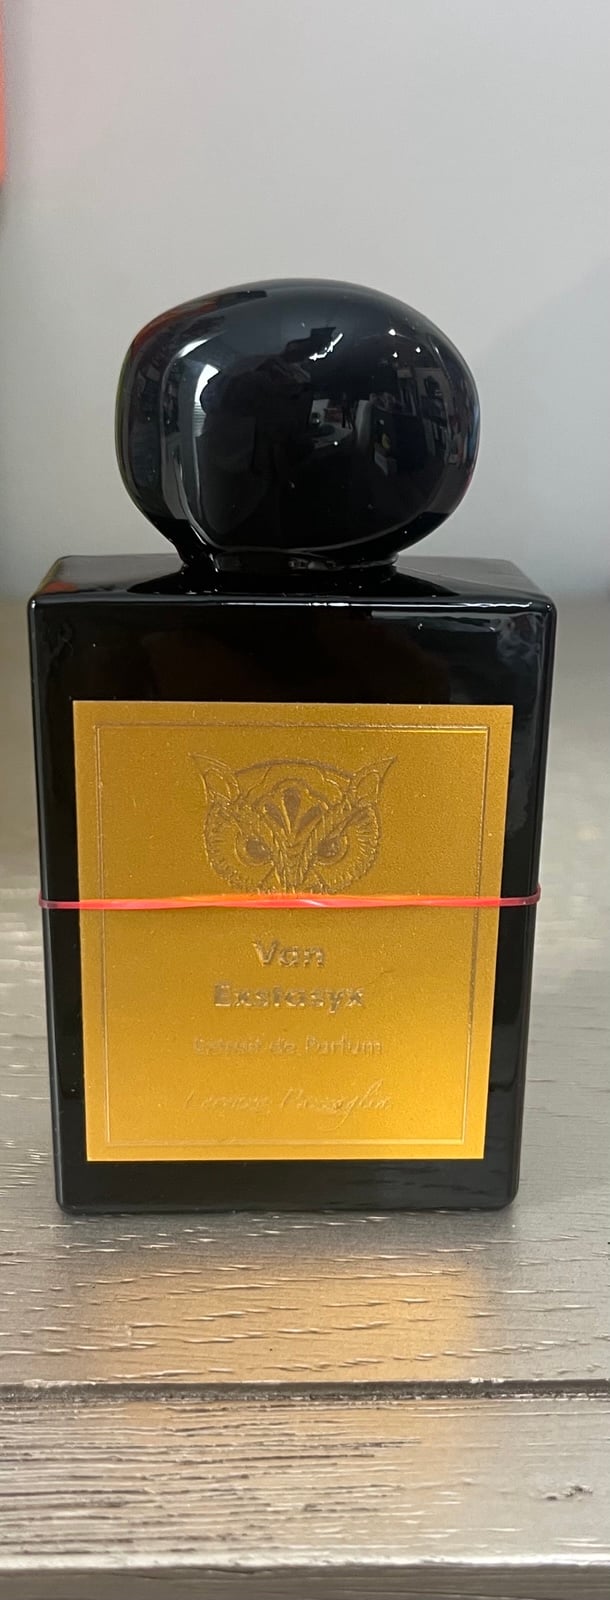 Van
Exstasyx
Extrait de Parfum
Lorenzo Pazzaglia